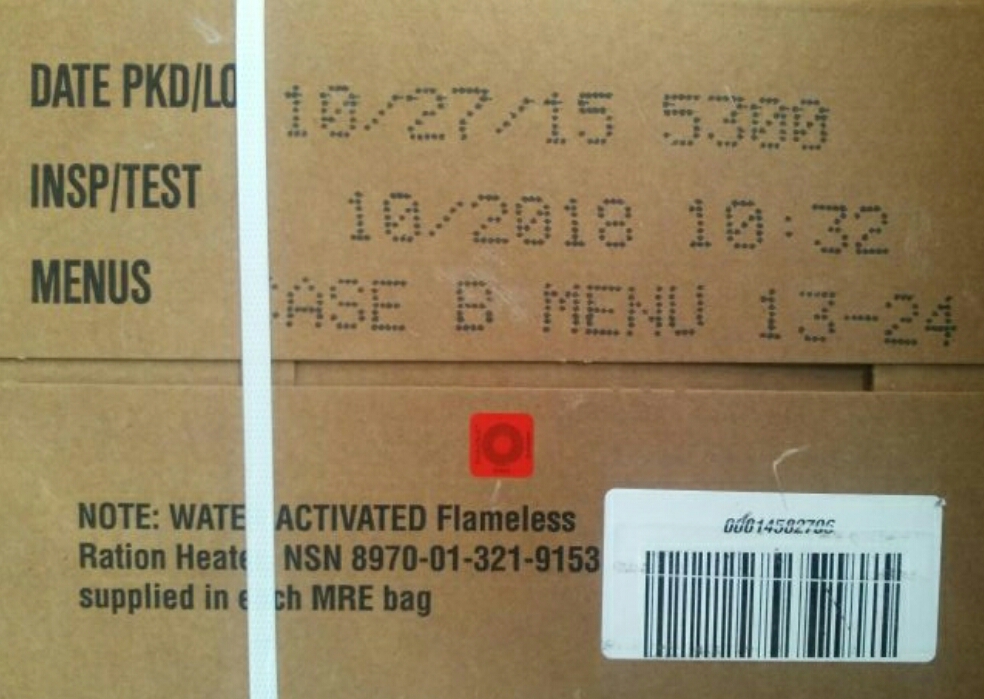 DATE PKD/LO 10/27/15 5300
INSP/TEST 10/2018 10:32
MENUS CASE B MENU 13-24
NOTE: WATE ACTIVATED Flameless
Ration Heate NSN 8970-01-321-9153
supplied in e ch MRE bag
00014582706